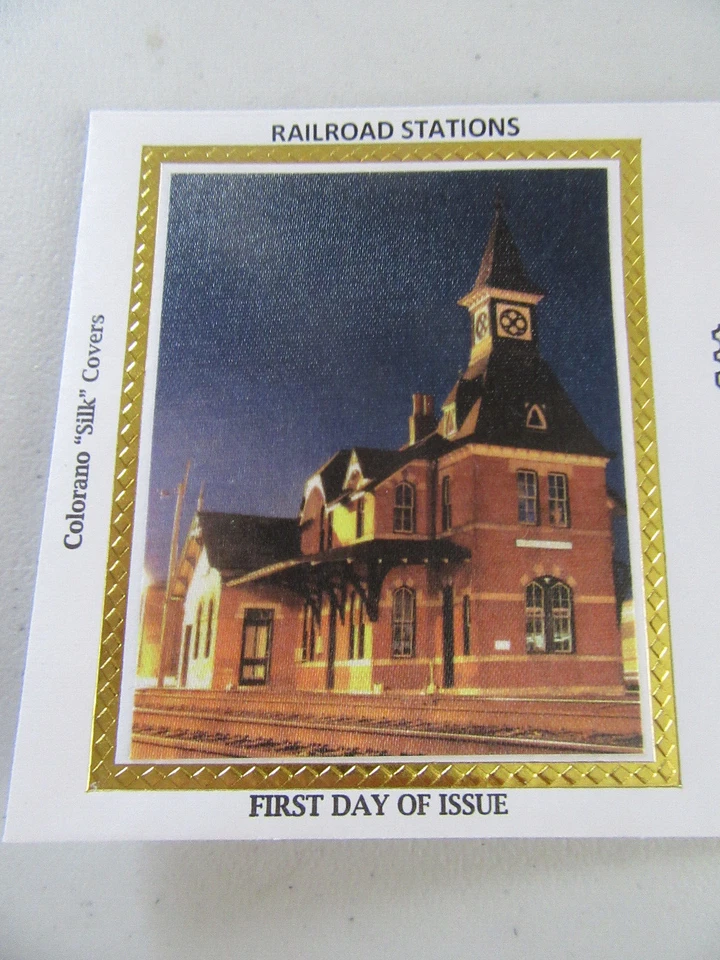 RAILROAD STATIONS
Colorano “Silk” Covers
FIRST DAY OF ISSUE